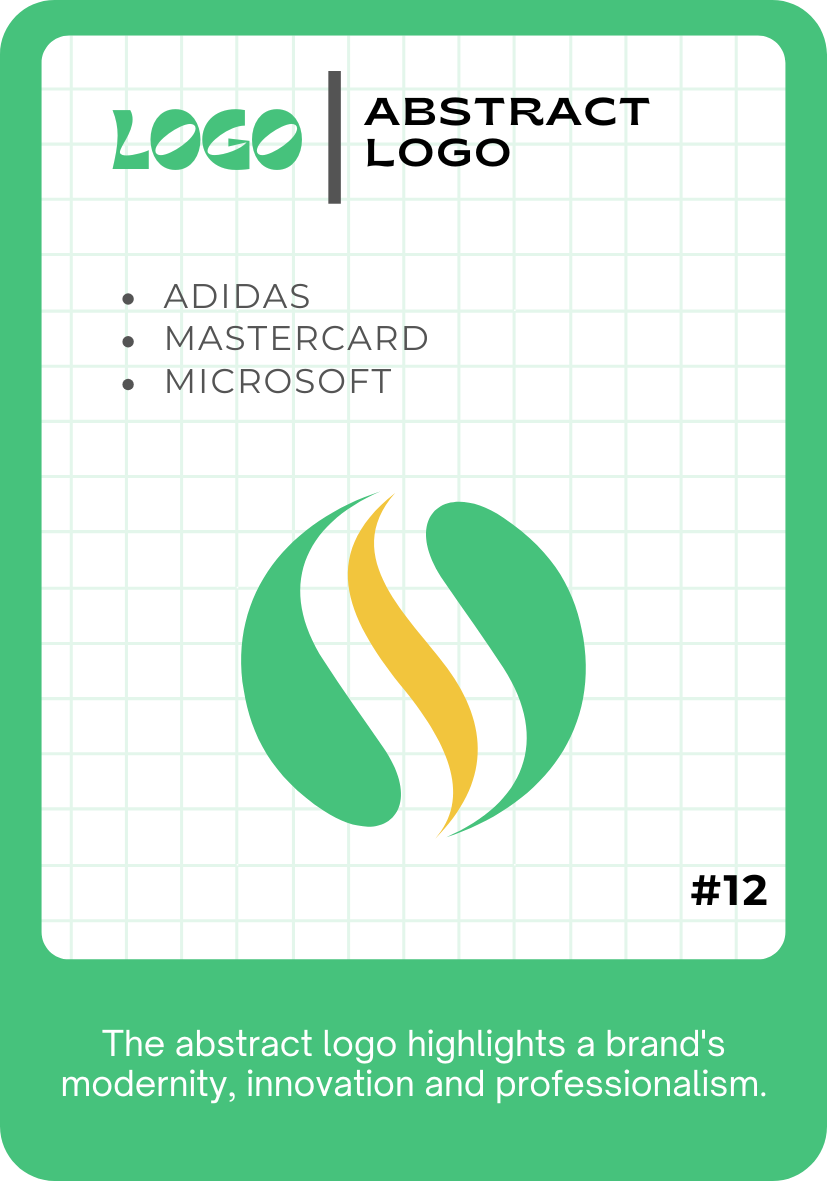 LOGO
ABSTRACT
LOGO
• ADIDAS
• MASTERCARD
• MICROSOFT
#12
The abstract logo highlights a brand's
modernity, innovation and professionalism.